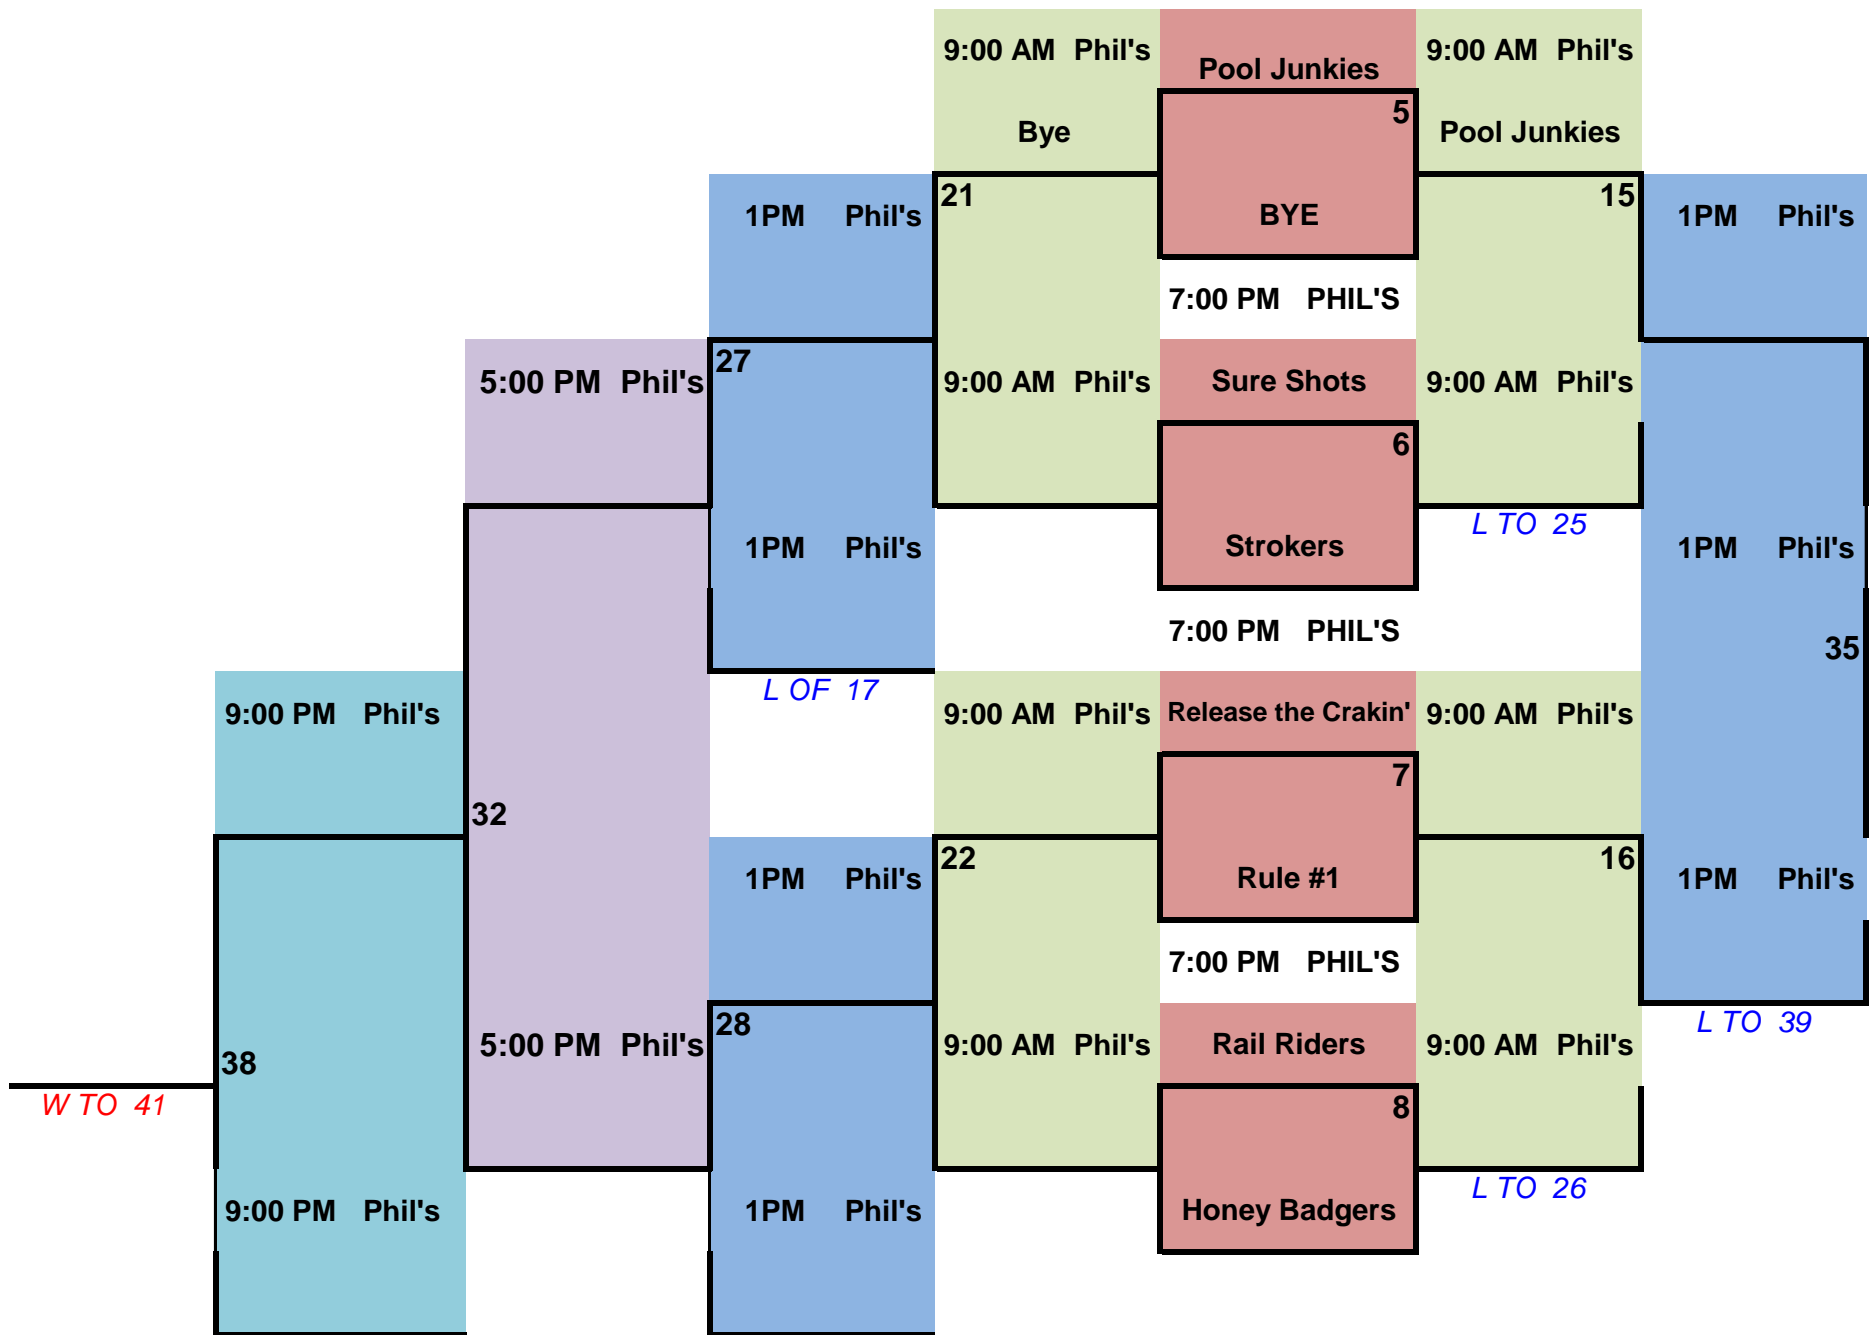 9:00 AM Phil's Pool Junkies 9:00 AM Phil's
Bye 5 Pool Junkies
1PM Phil's 21 BYE 15 1PM Phil's
7:00 PM PHIL'S
5:00 PM Phil's 27 9:00 AM Phil's Sure Shots 9:00 AM Phil's
6
1PM Phil's Strokers L TO 25 1PM Phil's
7:00 PM PHIL'S
35
L OF 17
9:00 PM Phil's 9:00 AM Phil's Release the Crakin' 9:00 AM Phil's
7
32
1PM Phil's 22 Rule #1 16 1PM Phil's
7:00 PM PHIL'S
5:00 PM Phil's 28 9:00 AM Phil's Rail Riders 9:00 AM Phil's L TO 39
38
W TO 41 8
L TO 26
9:00 PM Phil's 1PM Phil's Honey Badgers